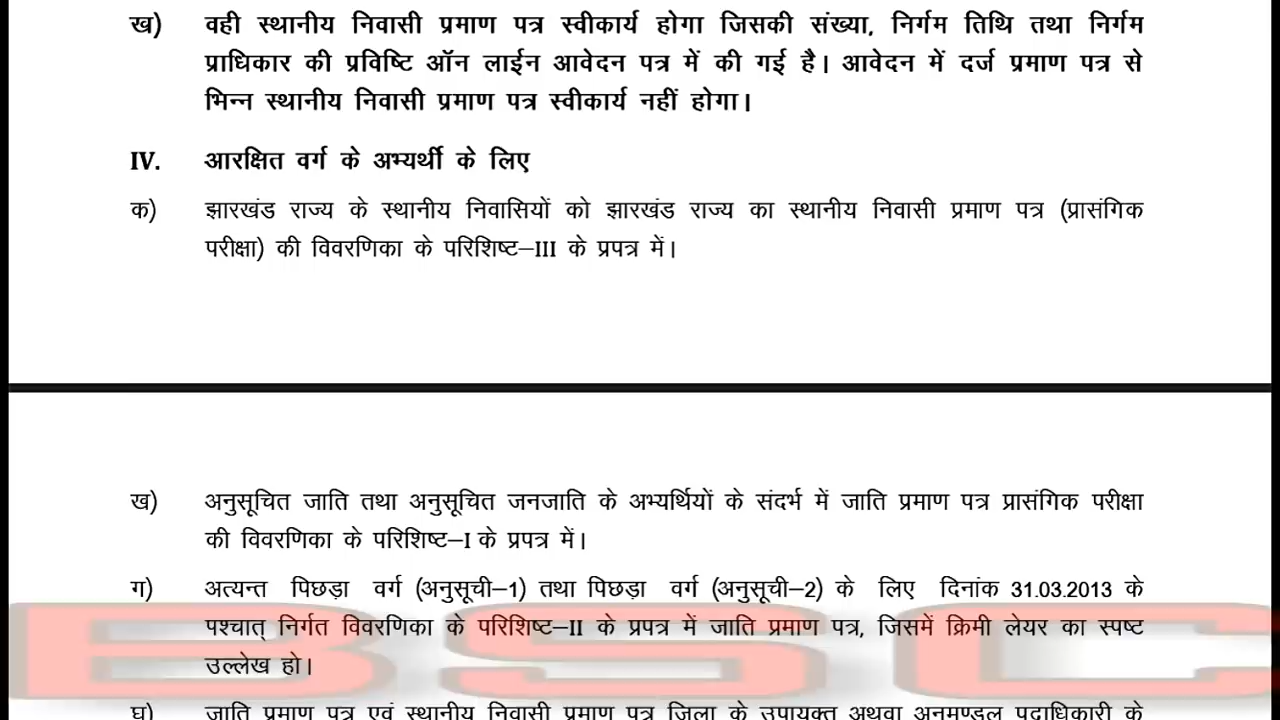 ख) वही स्थानीय निवासी प्रमाण पत्र स्वीकार्य होगा जिसकी संख्या, निर्गम तिथि तथा निर्गम
प्राधिकार की प्रविष्टि ऑन लाईन आवेदन पत्र में की गई है। आवेदन में दर्ज प्रमाण पत्र से
भिन्न स्थानीय निवासी प्रमाण पत्र स्वीकार्य नहीं होगा।
IV. आरक्षित वर्ग के अभ्यर्थी के लिए
क) झारखंड राज्य के स्थानीय निवासियों को झारखंड राज्य का स्थानीय निवासी प्रमाण पत्र (प्रासंगिक
परीक्षा) की विवरणिका के परिशिष्ट–III के प्रपत्र में।
ख) अनुसूचित जाति तथा अनुसूचित जनजाति के अभ्यर्थियों के संदर्भ में जाति प्रमाण पत्र प्रासंगिक परीक्षा
की विवरणिका के परिशिष्ट–I के प्रपत्र में।
ग) अत्यन्त पिछड़ा वर्ग (अनुसूची–1) तथा पिछड़ा वर्ग (अनुसूची–2) के लिए दिनांक 31.03.2013 के
पश्चात् निर्गत विवरणिका के परिशिष्ट–II के प्रपत्र में जाति प्रमाण पत्र, जिसमें क्रिमी लेयर का स्पष्ट
उल्लेख हो।
BSC
घ) जाति प्रमाण पत्र एवं स्थानीय निवासी प्रमाण पत्र जिला के उपायुक्त अथवा अनुमण्डल पदाधिकारी के